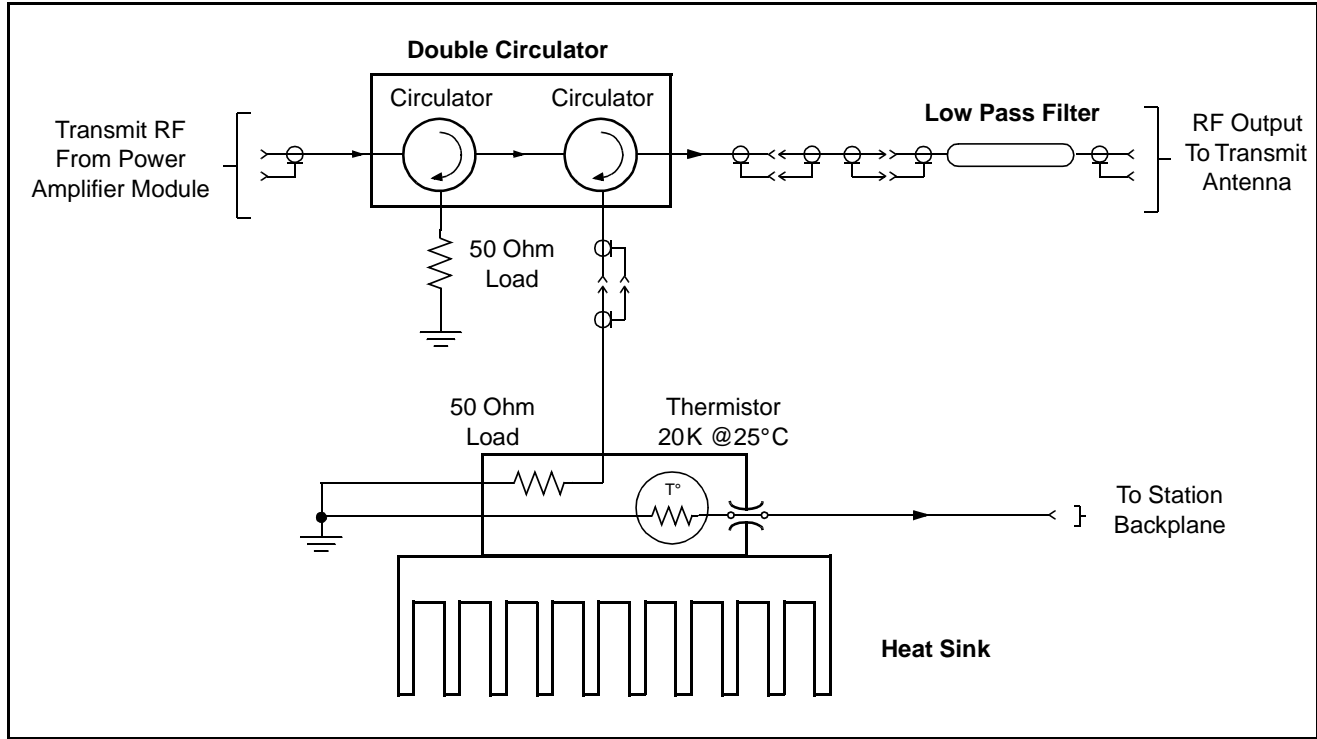 Double Circulator
Circulator
Circulator
Transmit RF
From Power
Amplifier Module
Low Pass Filter
RF Output
To Transmit
Antenna
50 Ohm
Load
50 Ohm
Load
Thermistor
20K @25°C
T°
To Station
Backplane
Heat Sink